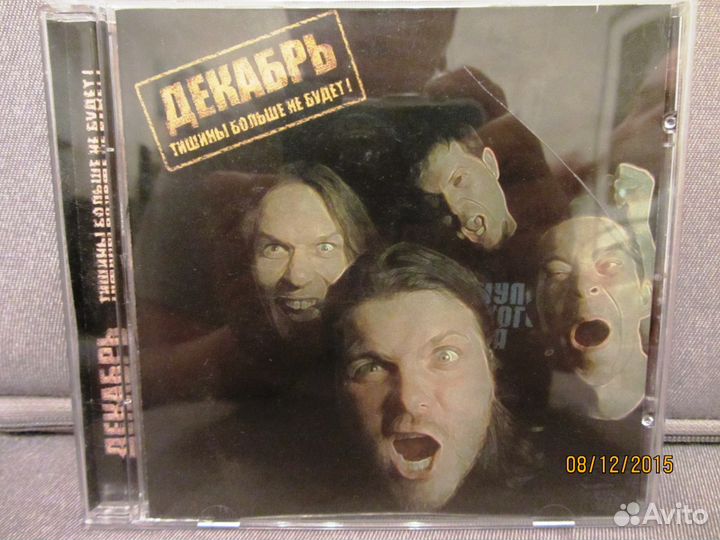 ДЕКАБРЬ
ТИШИНЫ БОЛЬШЕ НЕ БУДЕТ!
ДЕКАБРЬ ТИШИНЫ БОЛЬШЕ НЕ БУДЕТ!
08/12/2015
Avito